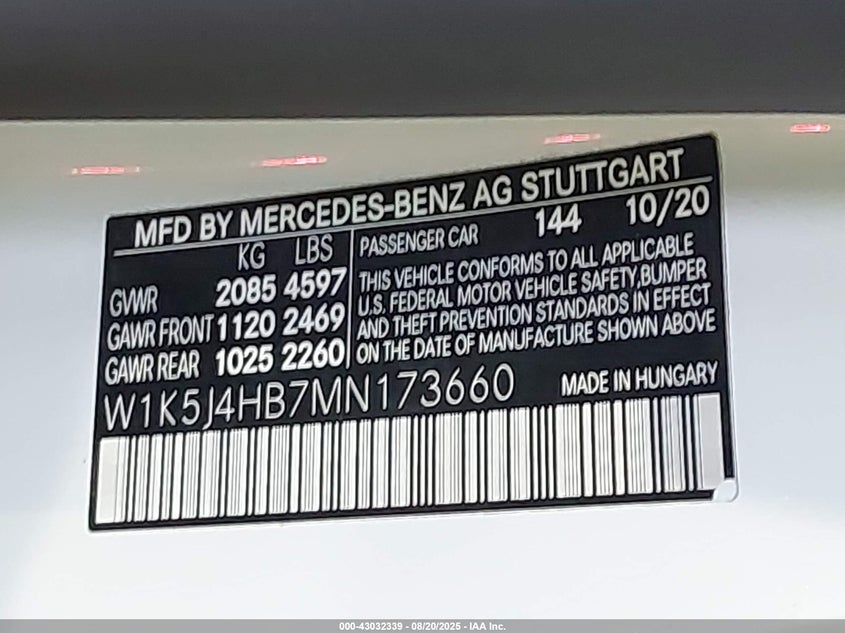 MFD BY MERCEDES-BENZ AG STUTTGART
KG LBS
GVWR 2085 4597
GAWR FRONT 1120 2469
GAWR REAR 1025 2260
PASSENGER CAR 144 10/20
THIS VEHICLE CONFORMS TO ALL APPLICABLE
U.S. FEDERAL MOTOR VEHICLE SAFETY,BUMPER
AND THEFT PREVENTION STANDARDS IN EFFECT
ON THE DATE OF MANUFACTURE SHOWN ABOVE
W1K5J4HB7MN173660 MADE IN HUNGARY
000-43032339 - 08/20/2025 - IAA Inc.